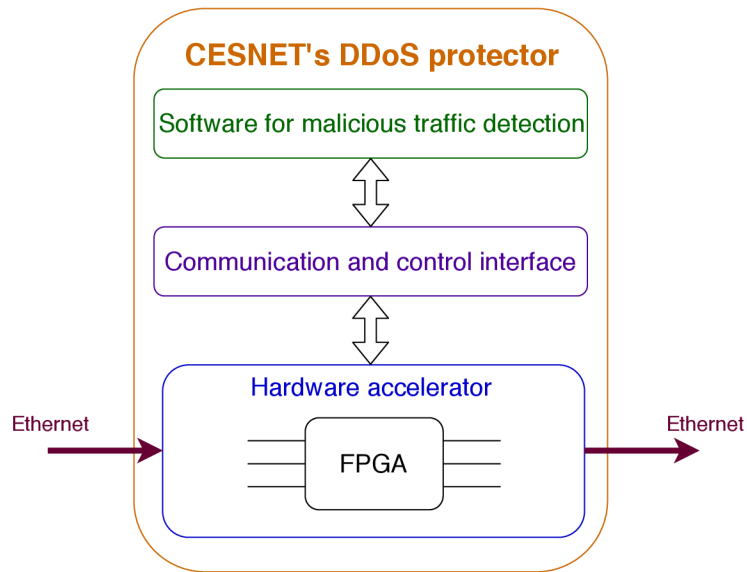 CESNET's DDoS protector
Software for malicious traffic detection
Communication and control interface
Hardware accelerator
Ethernet
Ethernet
FPGA